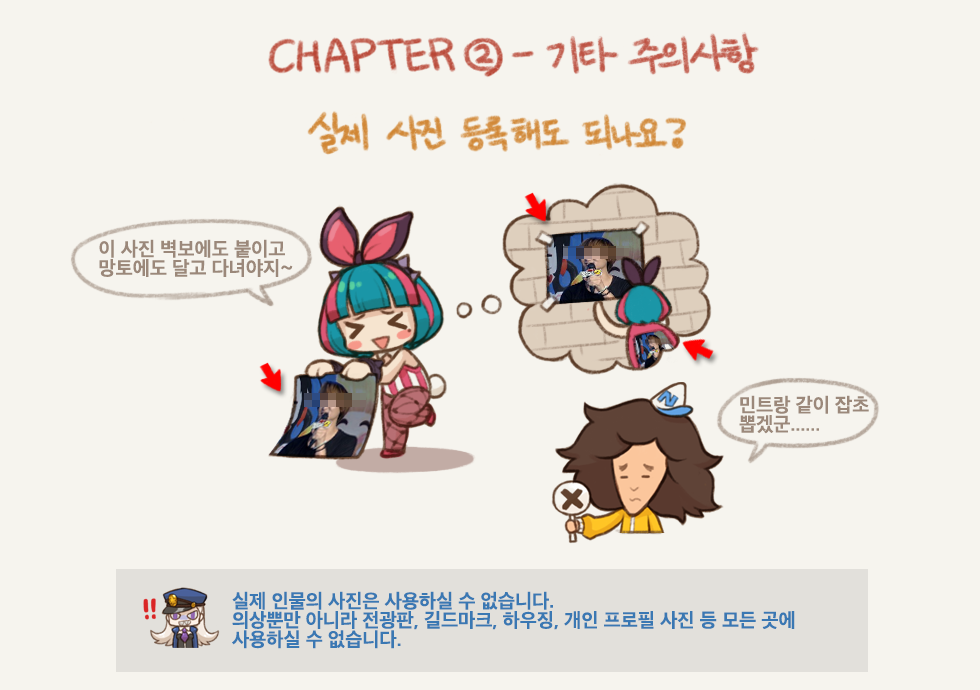 CHAPTER ② - 기타 주의사항
실제 사진 등록해도 되나요?
이 사진 벽보에도 붙이고
망토에도 달고 다녀야지~
민트랑 같이 잡초
뽑겠군......
!!
실제 인물의 사진은 사용하실 수 없습니다.
의상뿐만 아니라 전광판, 길드마크, 하우징, 개인 프로필 사진 등 모든 곳에
사용하실 수 없습니다.